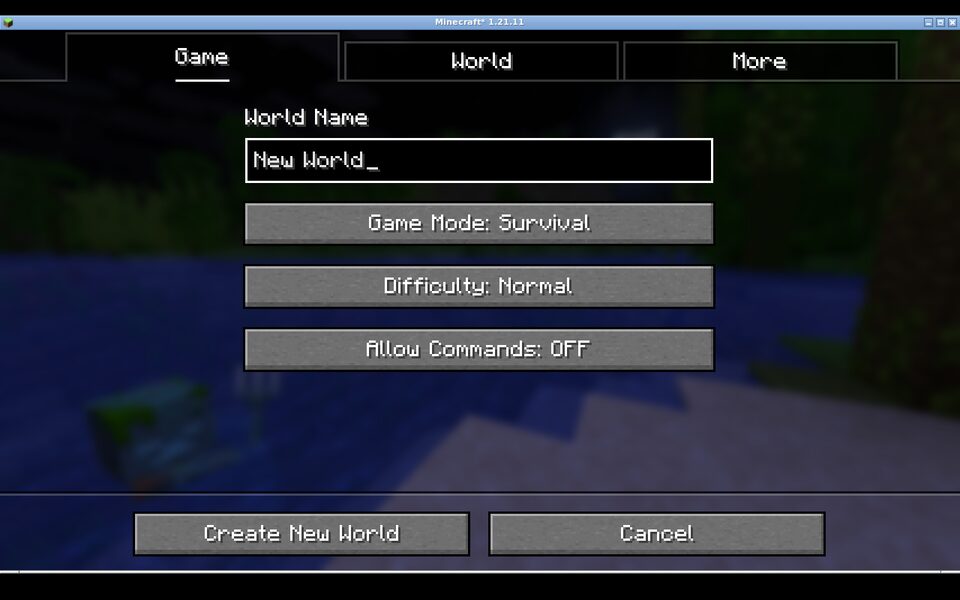 Minecraft* 1.21.11
Game
World
More
World Name
New World_
Game Mode: Survival
Difficulty: Normal
Allow Commands: OFF
Create New World
Cancel